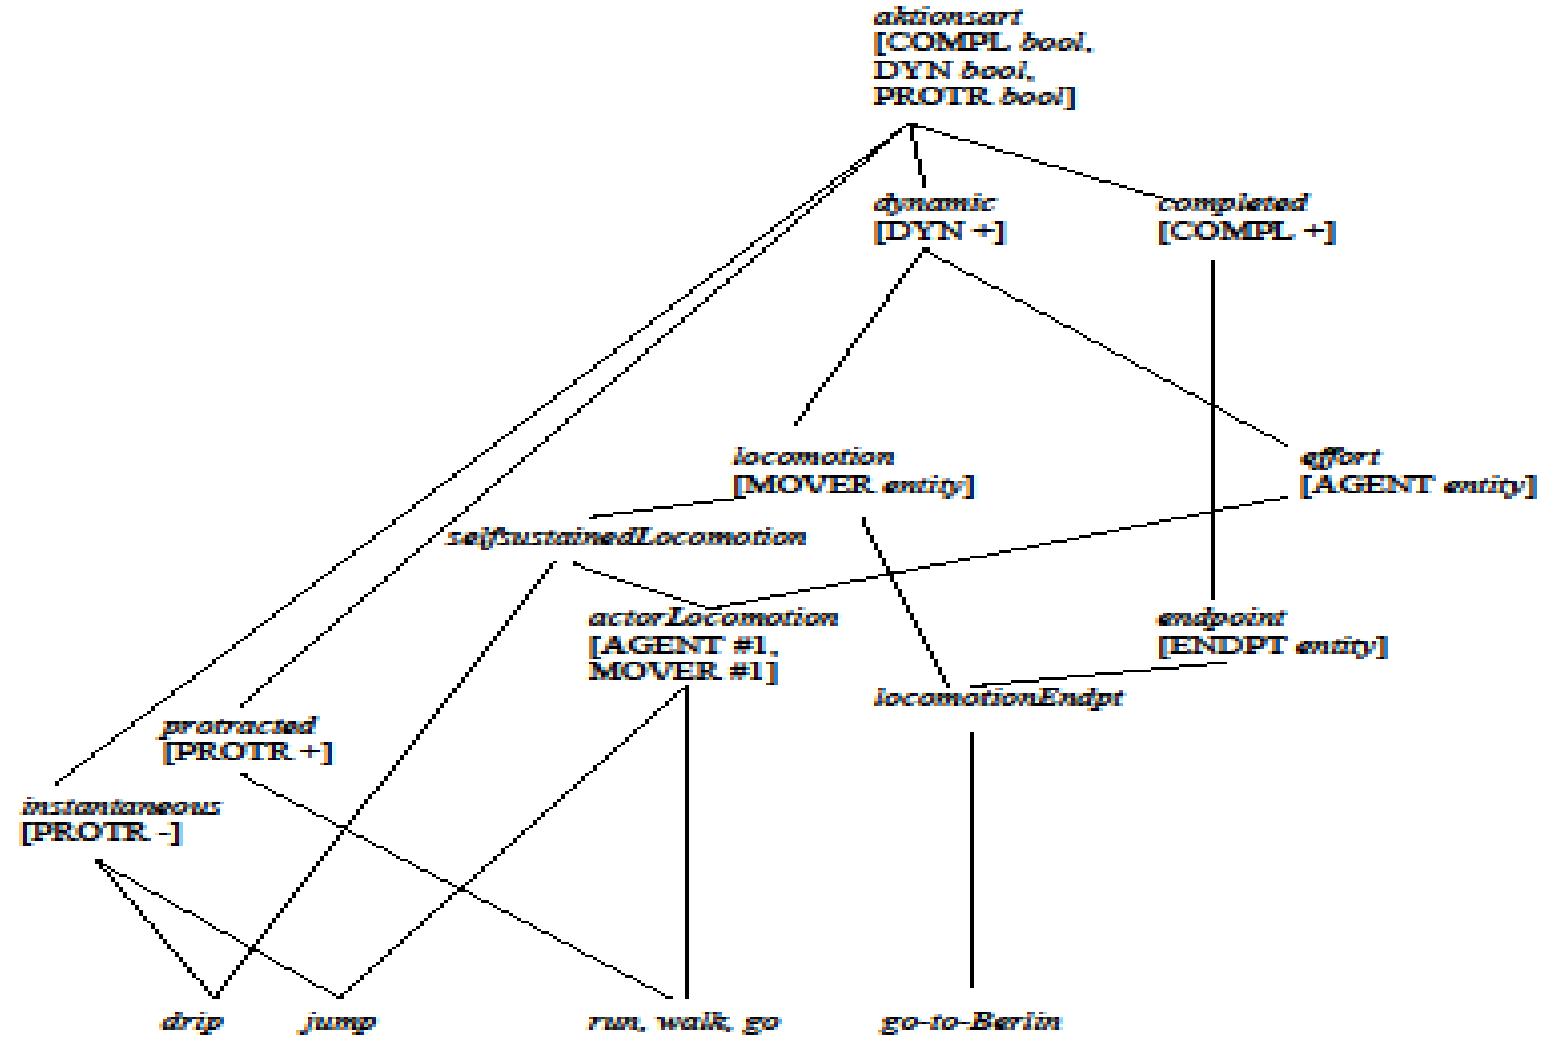 aktionsart
[COMPL bool,
DYN bool,
PROTR bool]
dynamic
[DYN +]
completed
[COMPL +]
locomotion
[MOVER entity]
effort
[AGENT entity]
selfsustainedLocomotion
actorLocomotion
[AGENT #1,
MOVER #1]
endpoint
[ENDPT entity]
locomotionEndpt
protracted
[PROTR +]
instantaneous
[PROTR -]
drip
jump
run, walk, go
go-to-Berlin